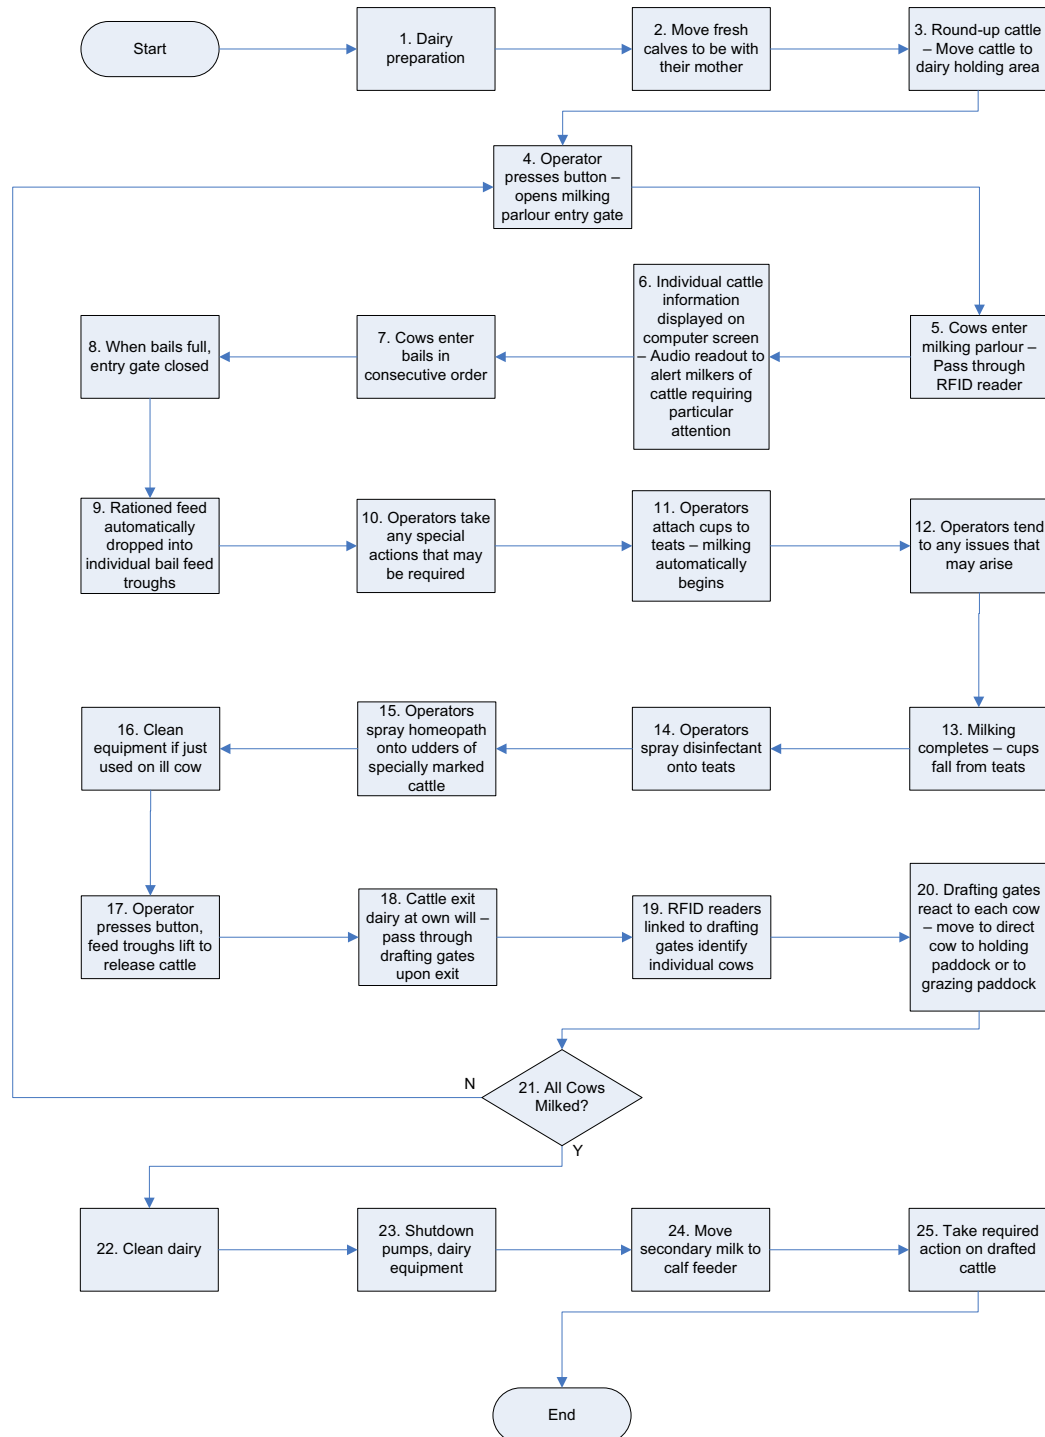 Start
1. Dairy
preparation
2. Move fresh
calves to be with
their mother
3. Round-up cattle
– Move cattle to
dairy holding area
4. Operator
presses button –
opens milking
parlour entry gate
5. Cows enter
milking parlour –
Pass through
RFID reader
6. Individual cattle
information
displayed on
computer screen
– Audio readout to
alert milkers of
cattle requiring
particular
attention
7. Cows enter
bails in
consecutive order
8. When bails full,
entry gate closed
9. Rationed feed
automatically
dropped into
individual bail feed
troughs
10. Operators take
any special
actions that may
be required
11. Operators
attach cups to
teats – milking
automatically
begins
12. Operators tend
to any issues that
may arise
13. Milking
completes – cups
fall from teats
14. Operators
spray disinfectant
onto teats
15. Operators
spray homeopath
onto udders of
specially marked
cattle
16. Clean
equipment if just
used on ill cow
17. Operator
presses button,
feed troughs lift to
release cattle
18. Cattle exit
dairy at own will –
pass through
drafting gates
upon exit
19. RFID readers
linked to drafting
gates identify
individual cows
20. Drafting gates
react to each cow
– move to direct
cow to holding
paddock or to
grazing paddock
21. All Cows
Milked?
N
Y
22. Clean dairy
23. Shutdown
pumps, dairy
equipment
24. Move
secondary milk to
calf feeder
25. Take required
action on drafted
cattle
End